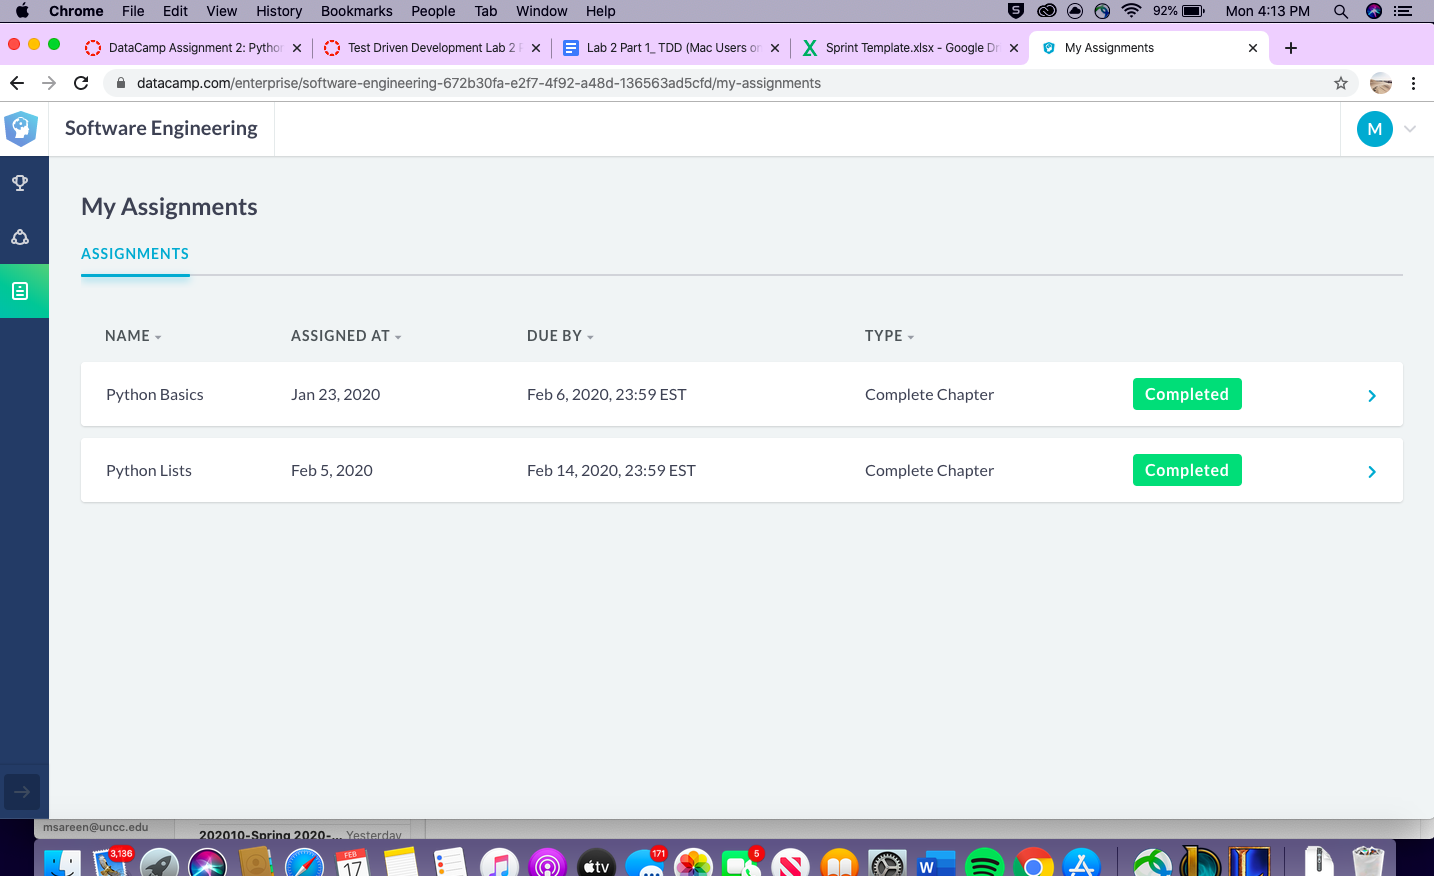 Chrome File Edit View History Bookmarks People Tab Window Help 92% Mon 4:13 PM
DataCamp Assignment 2: Python Test Driven Development Lab 2 Lab 2 Part 1_ TDD (Mac Users Sprint Template.xlsx - Google My Assignments
datacamp.com/enterprise/software-engineering-672b30fa-e2f7-4f92-a48d-136563ad5cfd/my-assignments
Software Engineering M
My Assignments
ASSIGNMENTS
NAME ASSIGNED AT DUE BY TYPE
Python Basics Jan 23, 2020 Feb 6, 2020, 23:59 EST Complete Chapter Completed
Python Lists Feb 5, 2020 Feb 14, 2020, 23:59 EST Complete Chapter Completed
msareen@uncc.edu
202010-Spring 2020-... Yesterday
3,136 FEB 17 tv 171 5 W